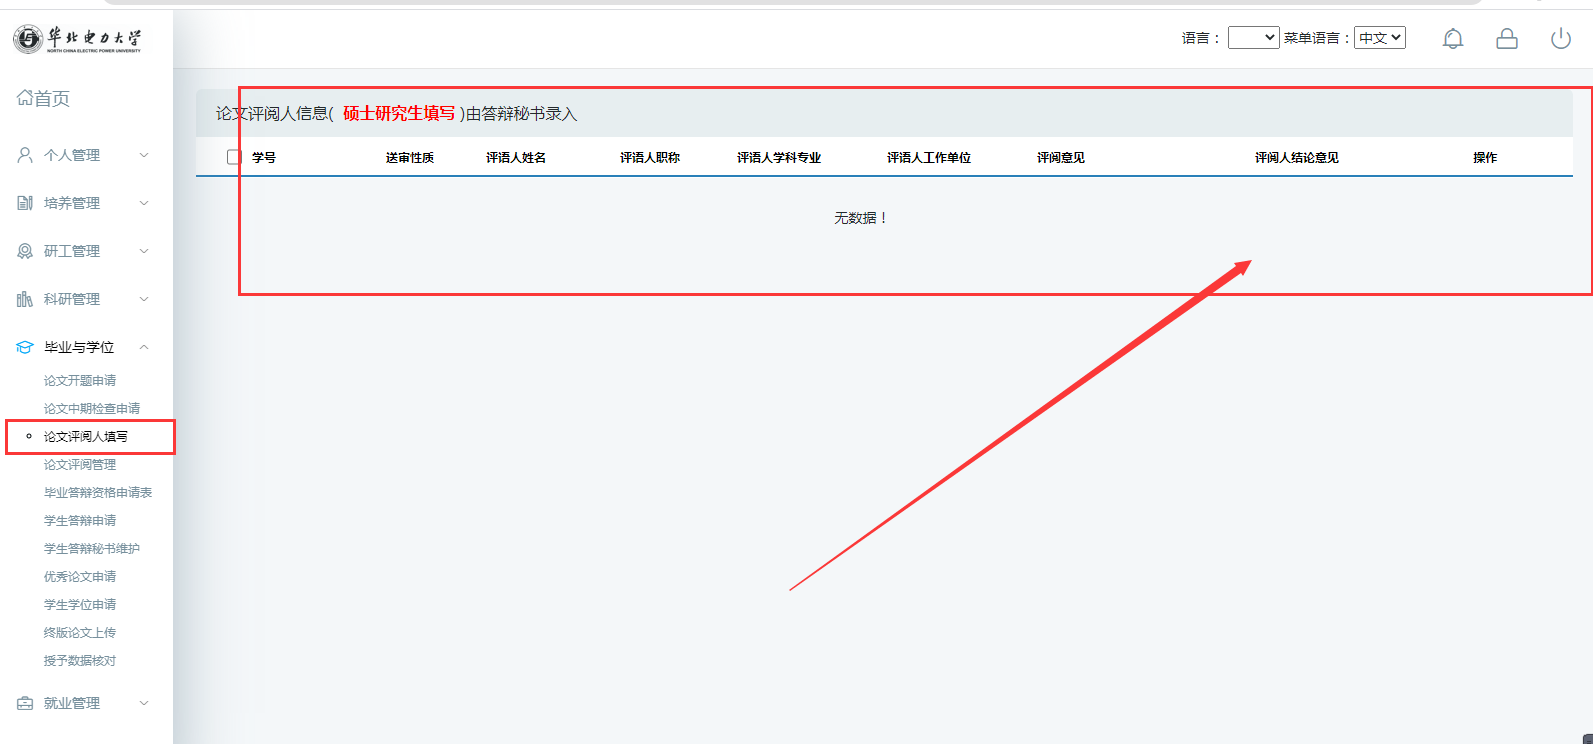 华北电力大学
NORTH CHINA ELECTRIC POWER UNIVERSITY
语言： 菜单语言： 中文
首页
个人管理
培养管理
研工管理
科研管理
毕业与学位
论文开题申请
论文中期检查申请
论文评阅人填写
论文评阅管理
毕业答辩资格申请表
学生答辩申请
学生答辩秘书维护
优秀论文申请
学生学位申请
终版论文上传
授予数据核对
就业管理
论文评阅人信息( 硕士研究生填写 )由答辩秘书录入
学号 送审性质 评语人姓名 评语人职称 评语人学科专业 评语人工作单位 评阅意见 评阅人结论意见 操作
无数据！